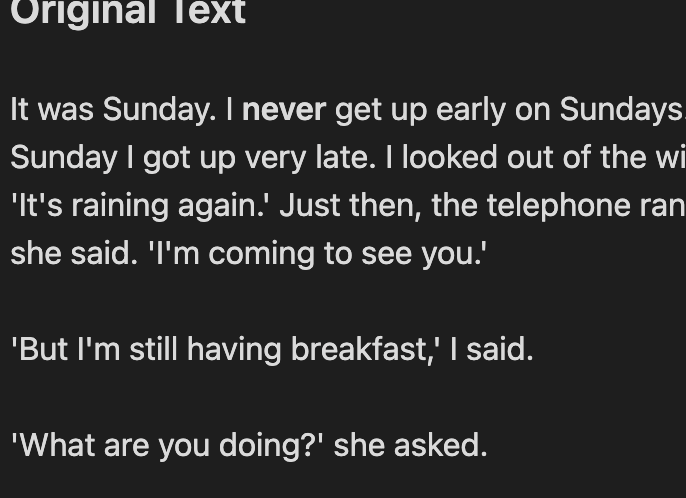 Original Text
It was Sunday. I never get up early on Sundays.
Sunday I got up very late. I looked out of the
'It's raining again.' Just then, the telephone
she said. 'I'm coming to see you.'
'But I'm still having breakfast,' I said.
'What are you doing?' she asked.